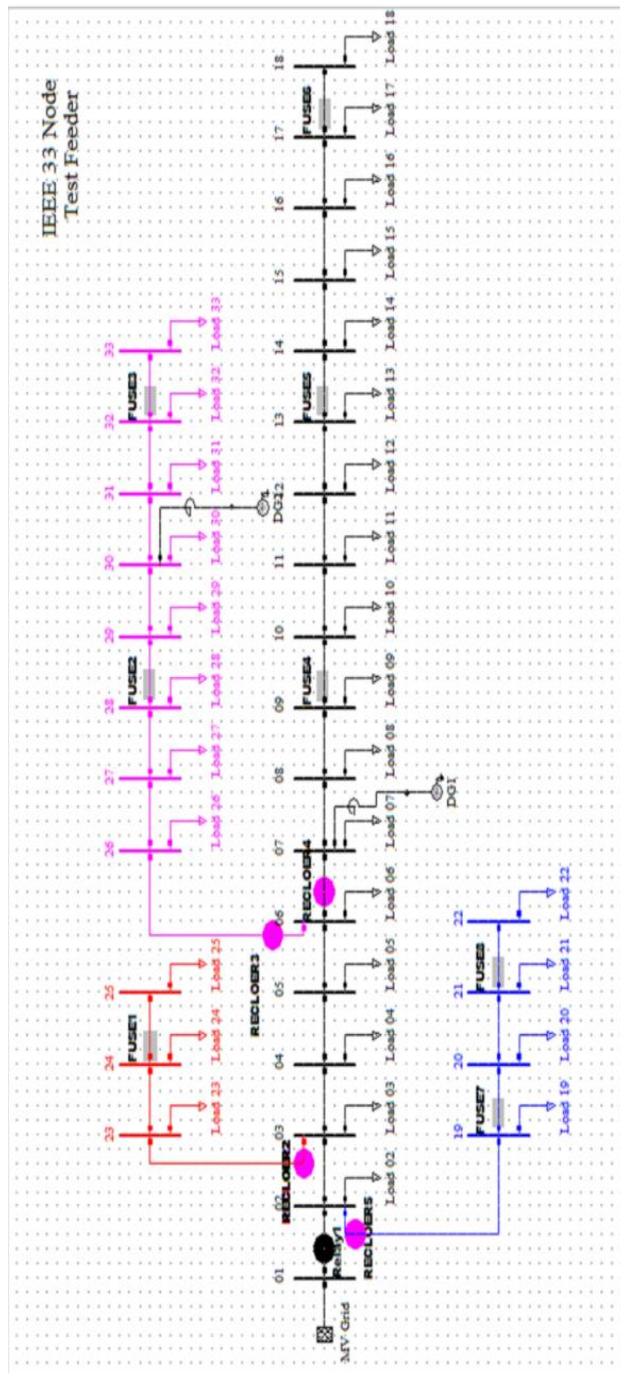 IEEE 33 Node
Test Feeder
23
24
25
26
27
28
29
30
31
32
33
FUSE1
FUSE2
FUSE3
Load 23
Load 24
Load 25
Load 26
Load 27
Load 28
Load 29
Load 30
Load 31
Load 32
Load 33
RECLOER3
DG2
01
02
03
04
05
06
07
08
09
10
11
12
13
14
15
16
17
18
RECLOER2
RECLOER4
FUSE4
FUSE5
FUSE6
MV Grid
Relay1
RECLOER5
Load 02
Load 03
Load 04
Load 05
Load 06
Load 07
Load 08
Load 09
Load 10
Load 11
Load 12
Load 13
Load 14
Load 15
Load 16
Load 17
Load 18
DG1
19
20
21
22
FUSE7
FUSE8
Load 19
Load 20
Load 21
Load 22